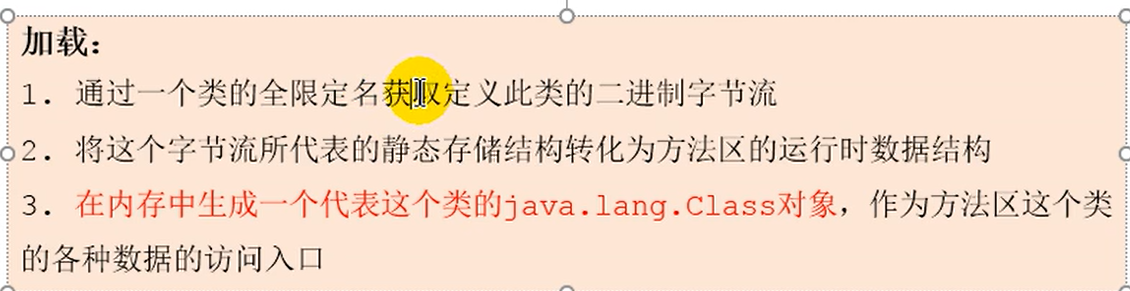 加载：
1. 通过一个类的全限定名获取定义此类的二进制字节流
2. 将这个字节流所代表的静态存储结构转化为方法区的运行时数据结构
3. 在内存中生成一个代表这个类的java.lang.Class对象，作为方法区这个类
的各种数据的访问入口